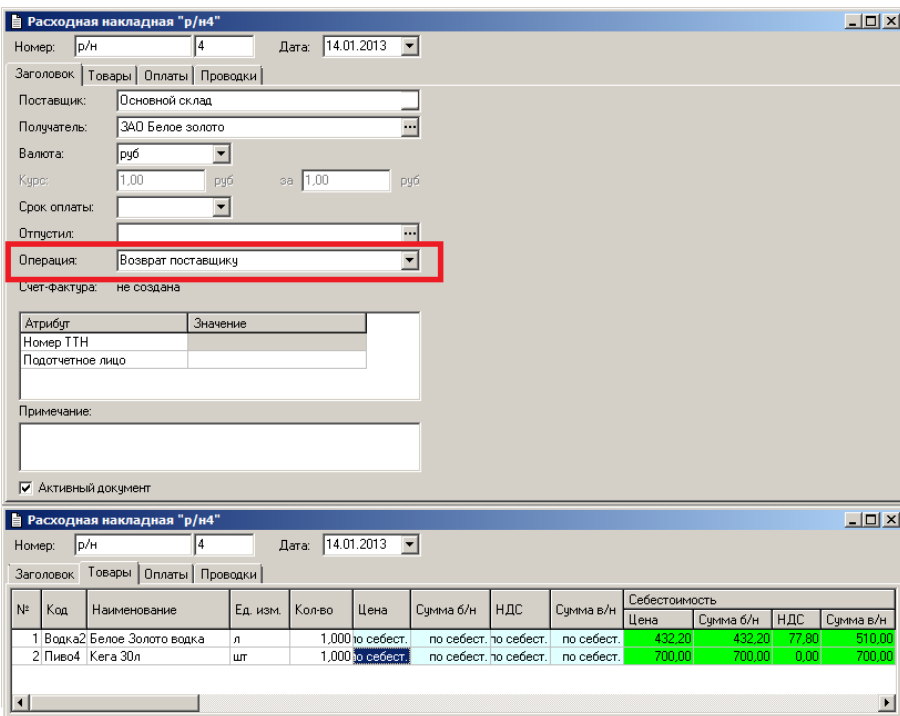 Расходная накладная "р/н4"
Номер: р/н 4 Дата: 14.01.2013
Заголовок Товары Оплаты Проводки
Поставщик: Основной склад
Получатель: ЗАО Белое золото ...
Валюта: руб
Курс: 1,00 руб за 1,00 руб
Срок оплаты:
Отпустил: ...
Операция: Возврат поставщику
Счет-фактура: не создана
Атрибут Значение
Номер ТТН
Подотчетное лицо
Примечание:
Активный документ
Расходная накладная "р/н4"
Номер: р/н 4 Дата: 14.01.2013
Заголовок Товары Оплаты Проводки
№ Код Наименование Ед. изм. Кол-во Цена Сумма б/н НДС Сумма в/н Себестоимость
Цена Сумма б/н НДС Сумма в/н
1 Водка2 Белое Золото водка л 1,000 по себест. по себест. по себест. по себест. 432,20 432,20 77,80 510,00
2 Пиво4 Кега 30л шт 1,000 по себест. по себест. по себест. по себест. 700,00 700,00 0,00 700,00